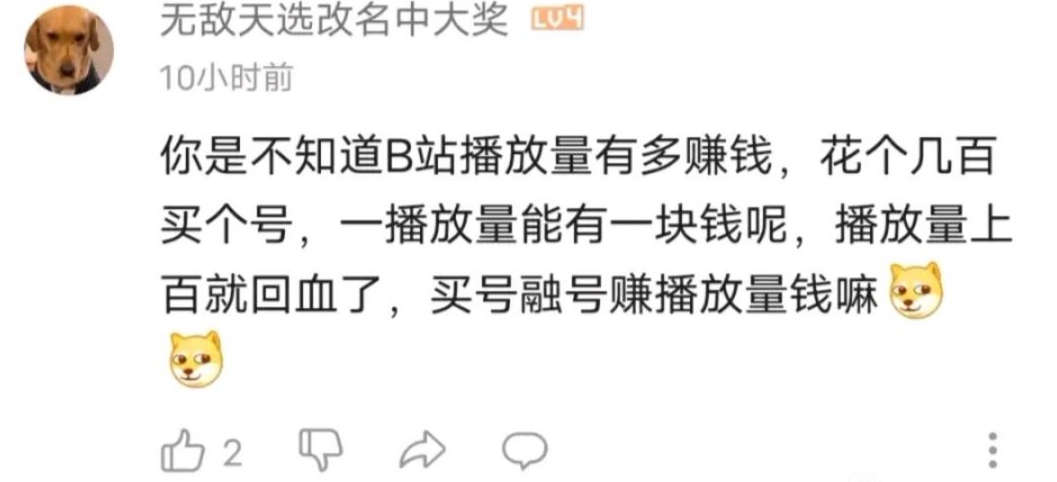 无敌天选改名中大奖 LV4
10小时前
你是不知道B站播放量有多赚钱，花个几百
买个号，一播放量能有一块钱呢，播放量上
百就回血了，买号融号赚播放量钱嘛
2